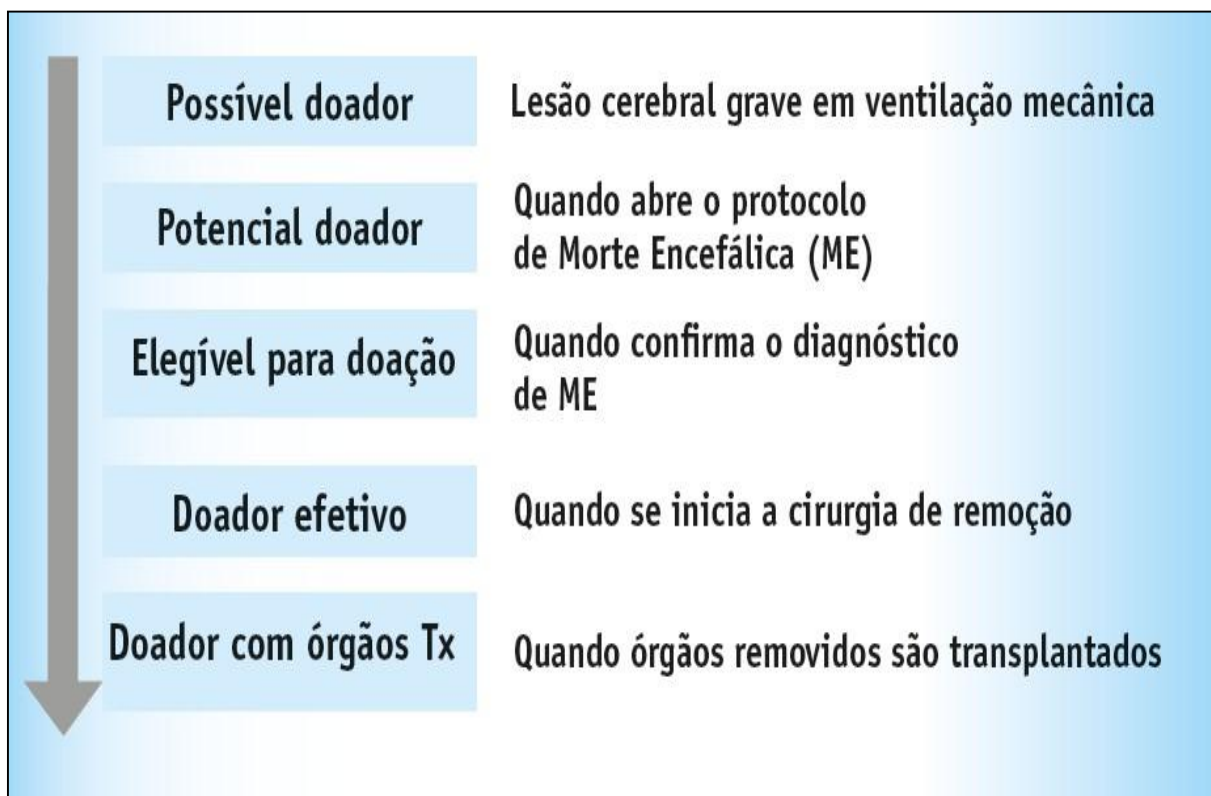 Possível doador
Lesão cerebral grave em ventilação mecânica
Potencial doador
Quando abre o protocolo
de Morte Encefálica (ME)
Elegível para doação
Quando confirma o diagnóstico
de ME
Doador efetivo
Quando se inicia a cirurgia de remoção
Doador com órgãos Tx
Quando órgãos removidos são transplantados